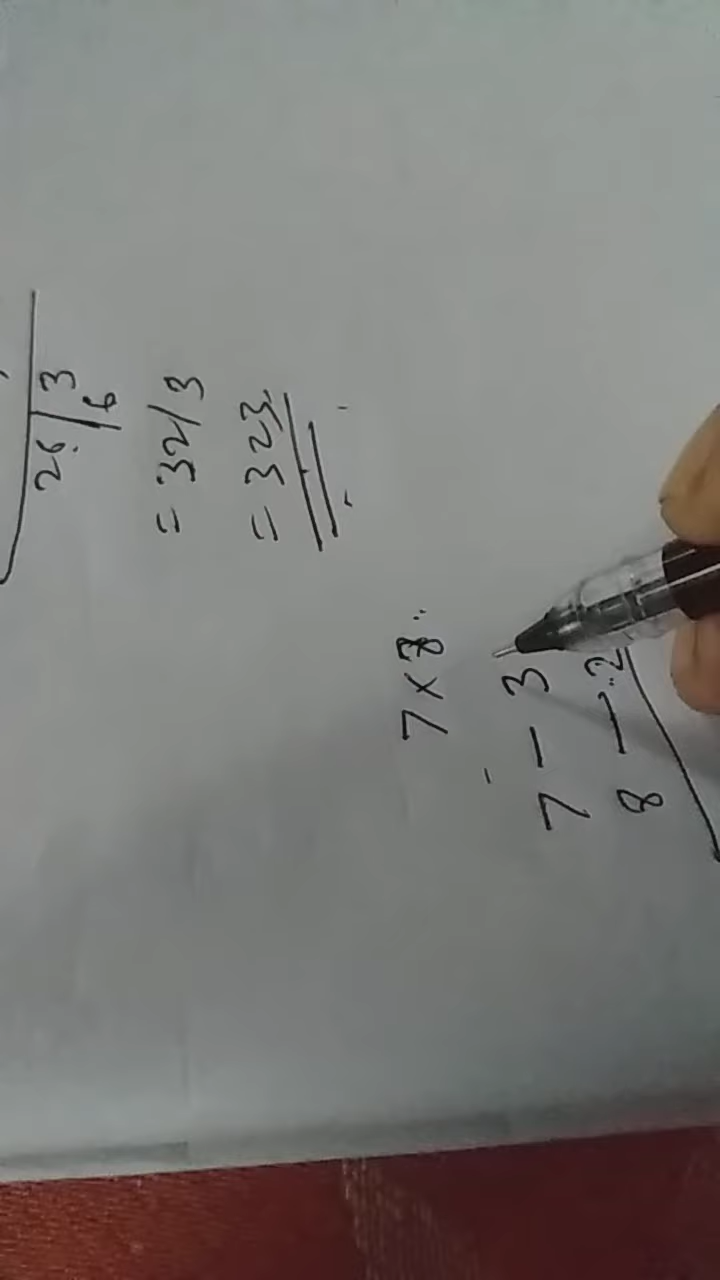 26 / 3
6
= 32 / 3
= 323
7 x 8
7 — 3
8 — 2